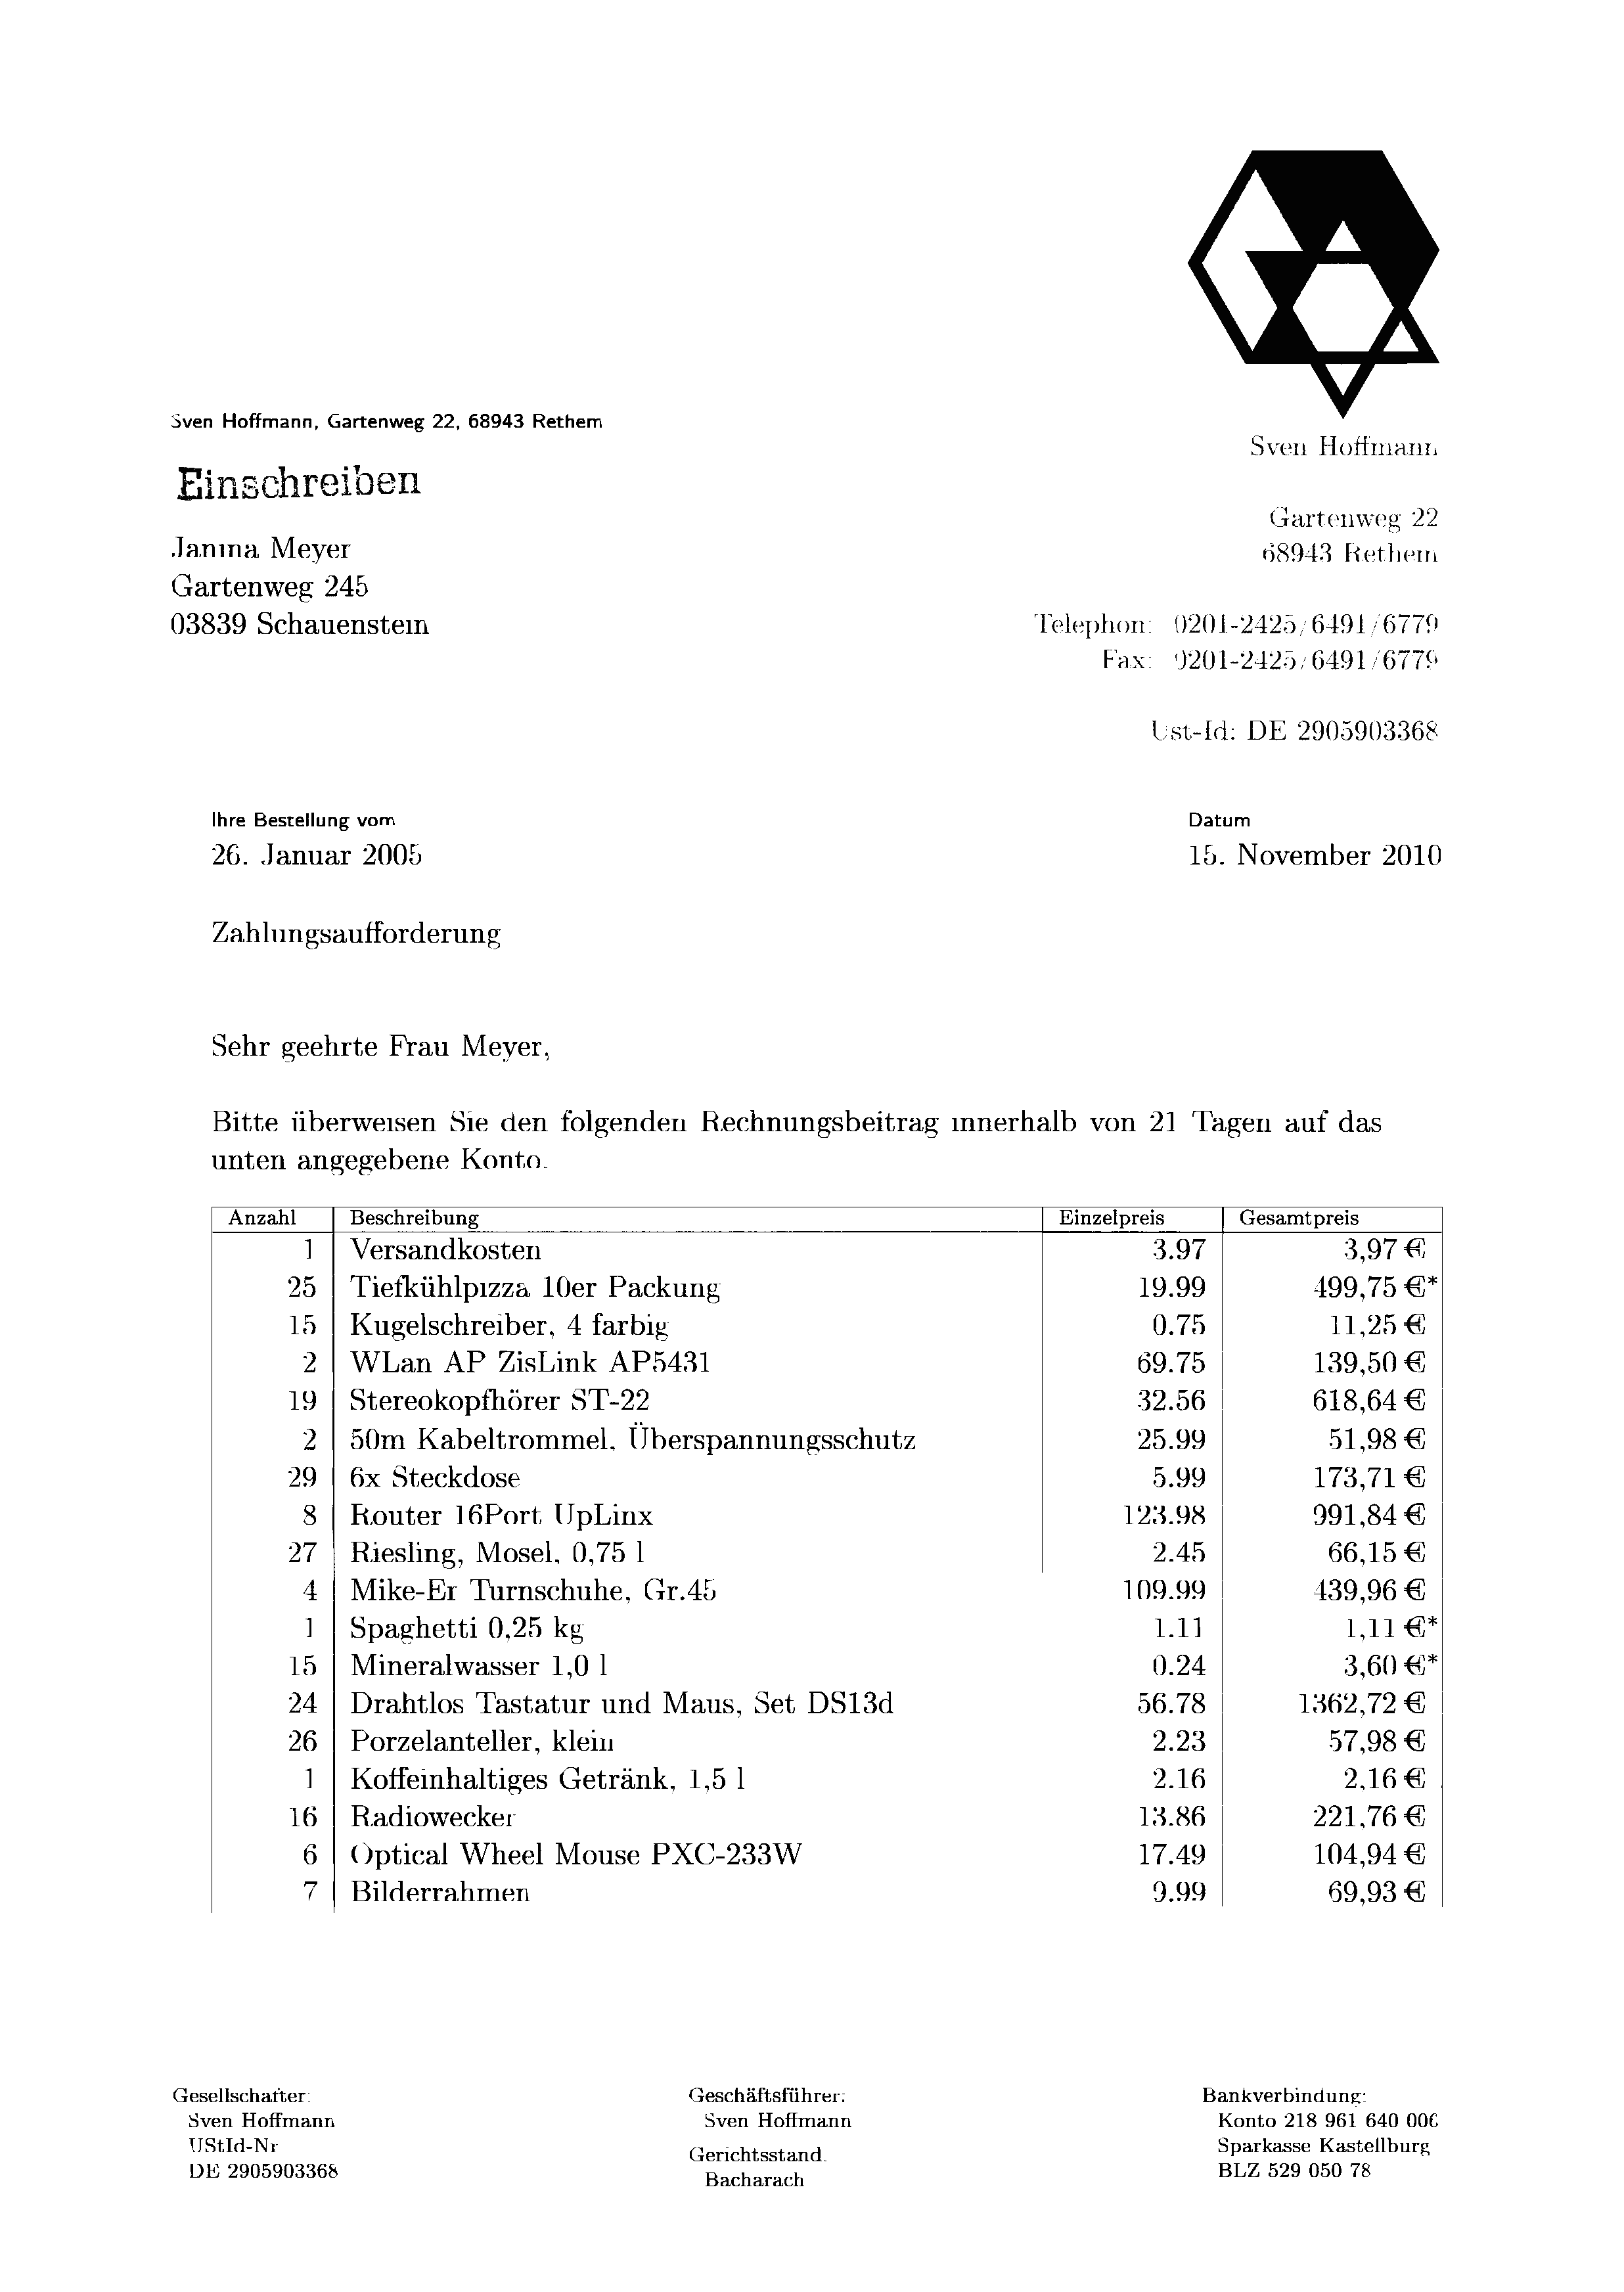 Sven Hoffmann, Gartenweg 22, 68943 Rethem
Sven Hoffmann
Einschreiben
Gartenweg 22
68943 Rethem
Janina Meyer
Gartenweg 245
03839 Schauenstein
Telephon: 0201-2425/6491/6779
Fax: 0201-2425/6491/6779
Ust-Id: DE 2905903368
Ihre Bestellung vom Datum
26. Januar 2005 15. November 2010
Zahlungsaufforderung
Sehr geehrte Frau Meyer,
Bitte überweisen Sie den folgenden Rechnungsbeitrag innerhalb von 21 Tagen auf das
unten angegebene Konto.
Anzahl Beschreibung Einzelpreis Gesamtpreis
1 Versandkosten 3.97 3,97 €
25 Tiefkühlpizza 10er Packung 19.99 499,75 €*
15 Kugelschreiber, 4 farbig 0.75 11,25 €
2 WLan AP ZisLink AP5431 69.75 139,50 €
19 Stereokopfhörer ST-22 32.56 618,64 €
2 50m Kabeltrommel, Überspannungsschutz 25.99 51,98 €
29 6x Steckdose 5.99 173,71 €
8 Router 16Port UpLinx 123.98 991,84 €
27 Riesling, Mosel, 0,75 l 2.45 66,15 €
4 Mike-Er Turnschuhe, Gr.45 109.99 439,96 €
1 Spaghetti 0,25 kg 1.11 1,11 €*
15 Mineralwasser 1,0 l 0.24 3,60 €*
24 Drahtlos Tastatur und Maus, Set DS13d 56.78 1362,72 €
26 Porzelanteller, klein 2.23 57,98 €
1 Koffeinhaltiges Getränk, 1,5 l 2.16 2,16 €
16 Radiowecker 13.86 221,76 €
6 Optical Wheel Mouse PXC-233W 17.49 104,94 €
7 Bilderrahmen 9.99 69,93 €
Gesellschafter:
Sven Hoffmann
UStId-Nr
DE 2905903368
Geschäftsführer:
Sven Hoffmann
Gerichtsstand:
Bacharach
Bankverbindung:
Konto 218 961 640 006
Sparkasse Kastellburg
BLZ 529 050 78